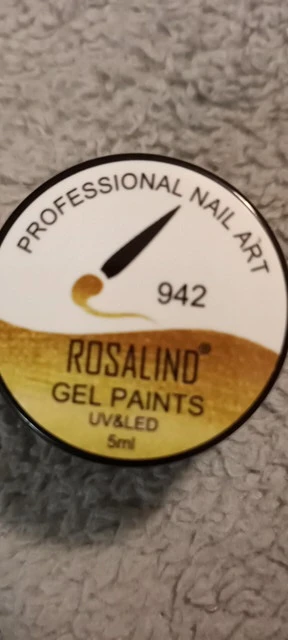 PROFESSIONAL NAIL ART
942
ROSALIND®
GEL PAINTS
UV&LED
5ml